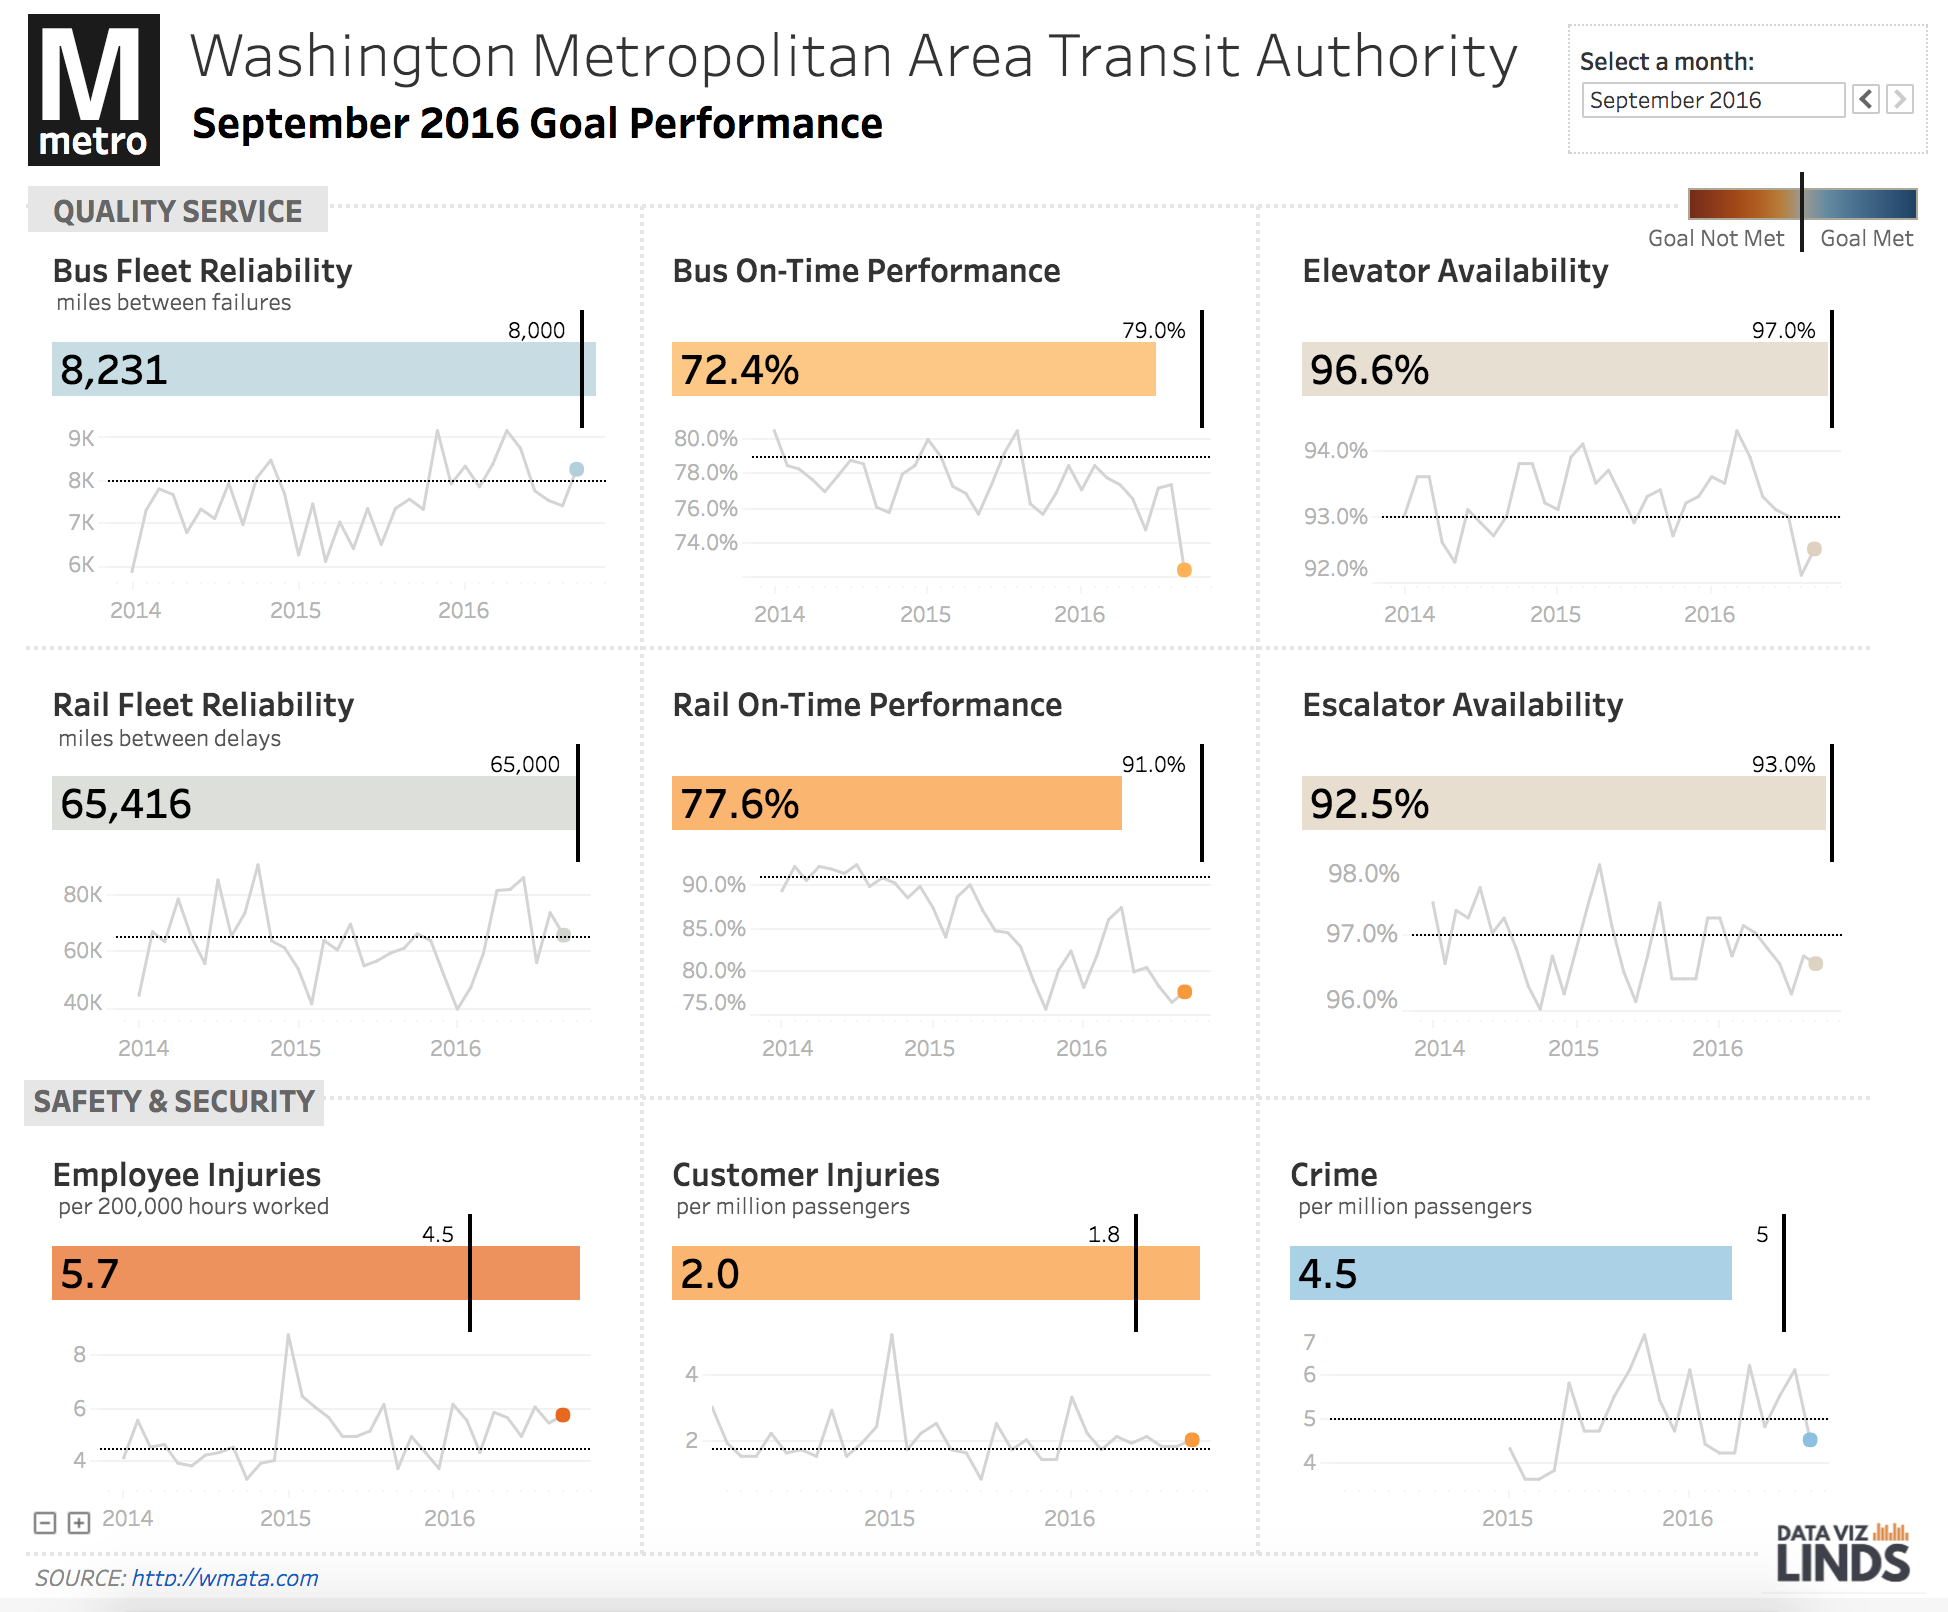 M
metro
Washington Metropolitan Area Transit Authority
September 2016 Goal Performance
Select a month:
September 2016
Goal Not Met
Goal Met
QUALITY SERVICE
Bus Fleet Reliability
miles between failures
8,000
8,231
9K
8K
7K
6K
2014 2015 2016
Bus On-Time Performance
79.0%
72.4%
80.0%
78.0%
76.0%
74.0%
2014 2015 2016
Elevator Availability
97.0%
96.6%
94.0%
93.0%
92.0%
2014 2015 2016
Rail Fleet Reliability
miles between delays
65,000
65,416
80K
60K
40K
2014 2015 2016
Rail On-Time Performance
91.0%
77.6%
90.0%
85.0%
80.0%
75.0%
2014 2015 2016
Escalator Availability
93.0%
92.5%
98.0%
97.0%
96.0%
2014 2015 2016
SAFETY & SECURITY
Employee Injuries
per 200,000 hours worked
4.5
5.7
8
6
4
2014 2015 2016
Customer Injuries
per million passengers
1.8
2.0
4
2
2015 2016
Crime
per million passengers
5
4.5
7
6
5
4
2015 2016
SOURCE: http://wmata.com
DATA VIZ
LINDS